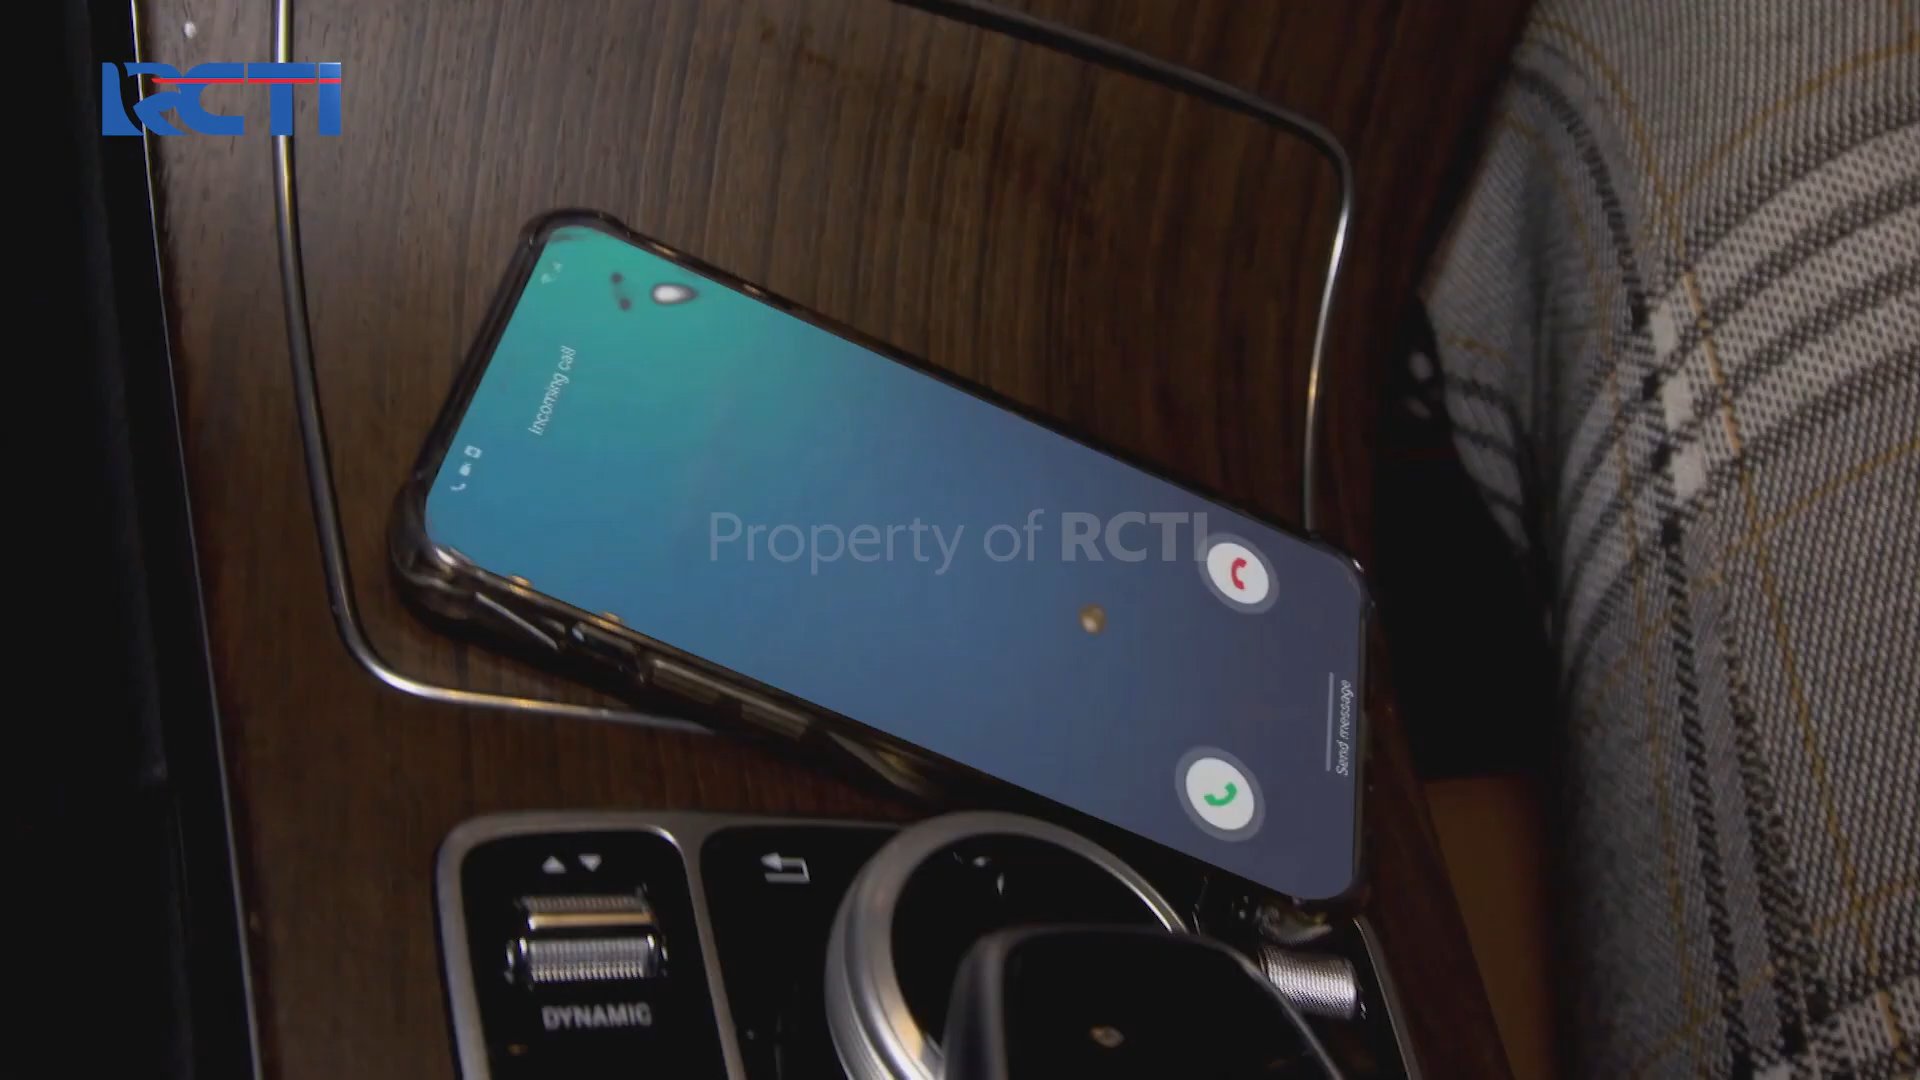 RCTI
Incoming call
Property of RCTI
Send message
DYNAMIC